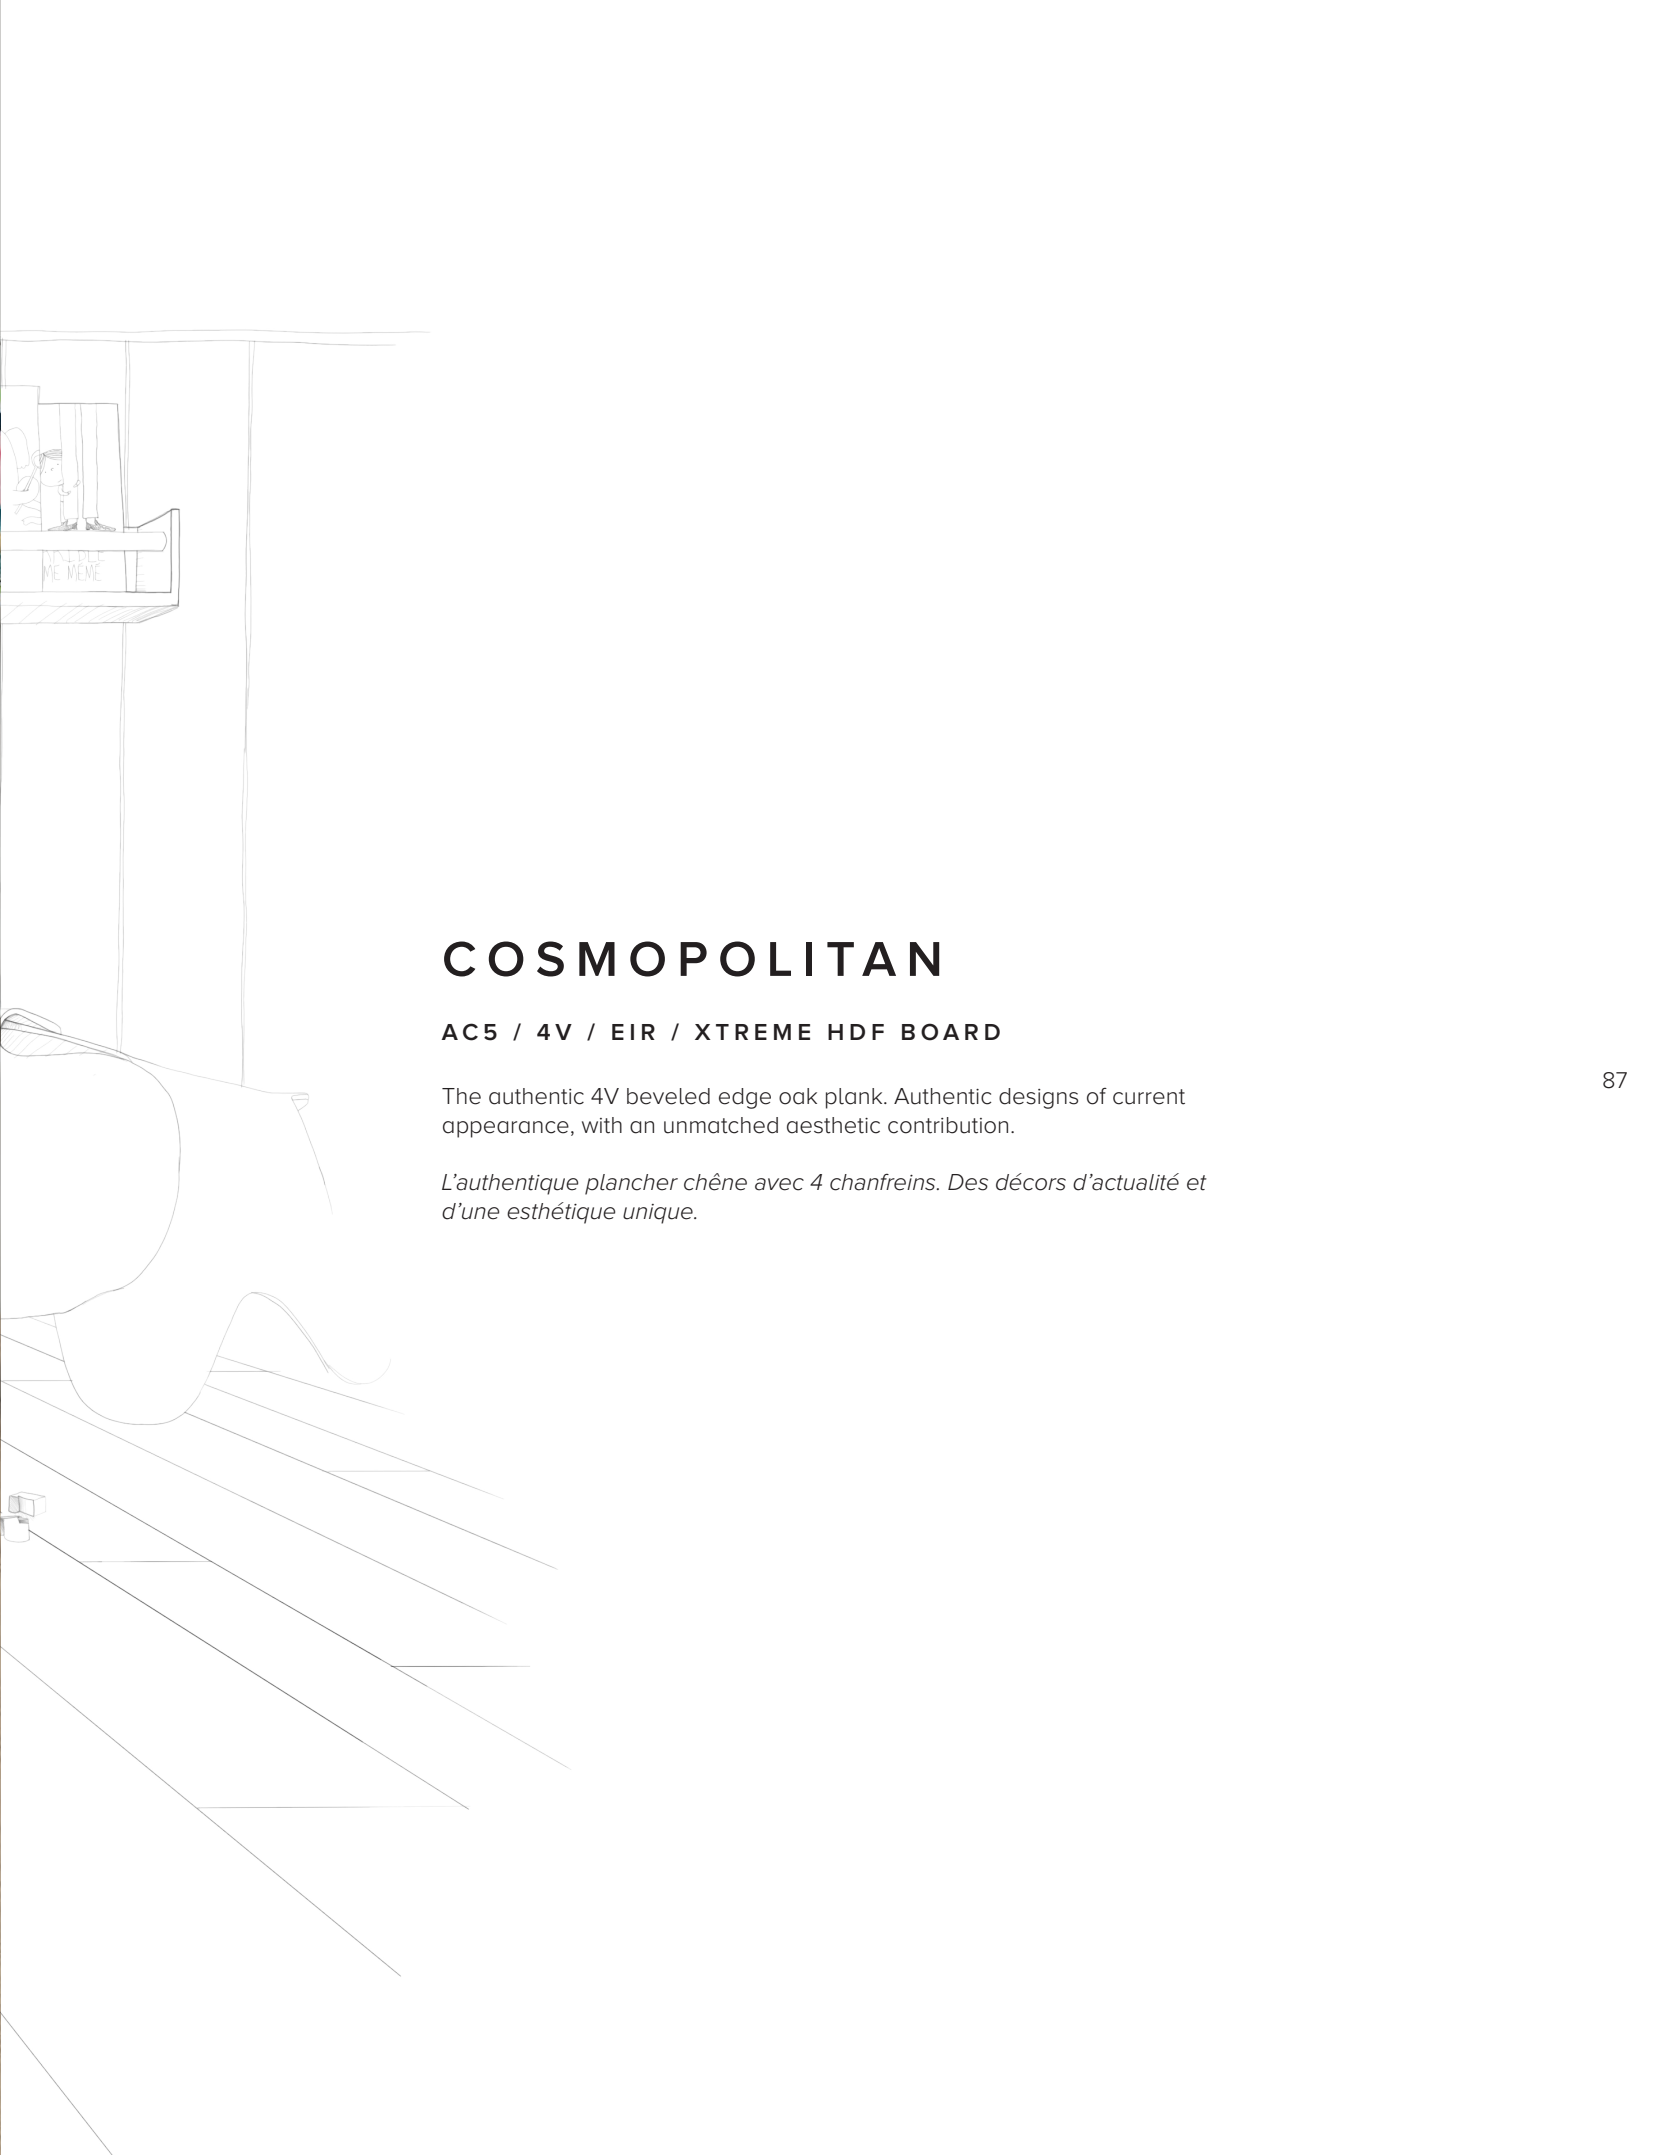 ME MÊME
COSMOPOLITAN
AC5 / 4V / EIR / XTREME HDF BOARD
The authentic 4V beveled edge oak plank. Authentic designs of current
appearance, with an unmatched aesthetic contribution.
L’authentique plancher chêne avec 4 chanfreins. Des décors d’actualité et
d’une esthétique unique.
87